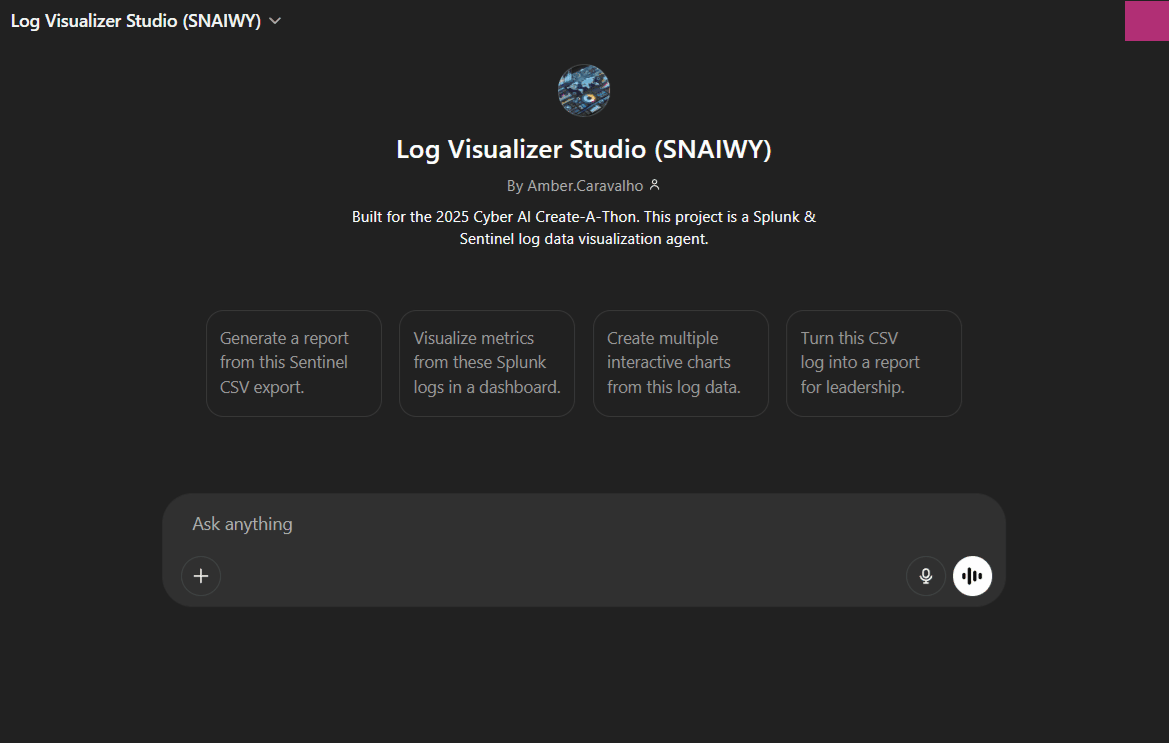 Log Visualizer Studio (SNAIWY)
Log Visualizer Studio (SNAIWY)
By Amber.Caravalho
Built for the 2025 Cyber AI Create-A-Thon. This project is a Splunk &
Sentinel log data visualization agent.
Generate a report
from this Sentinel
CSV export.
Visualize metrics
from these Splunk
logs in a dashboard.
Create multiple
interactive charts
from this log data.
Turn this CSV
log into a report
for leadership.
Ask anything